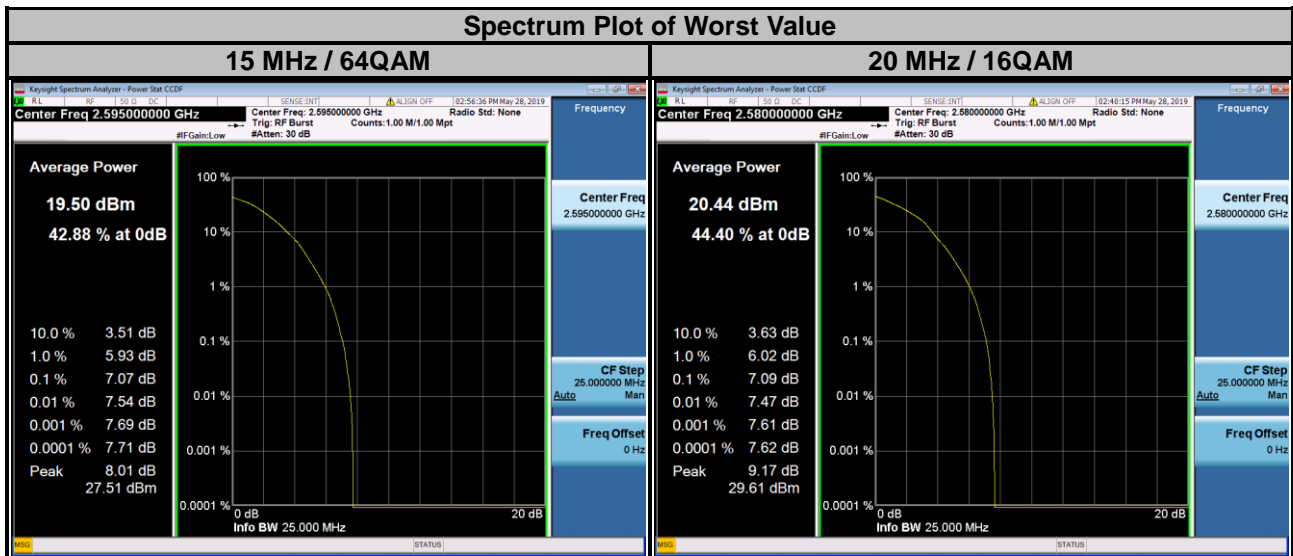 Spectrum Plot of Worst Value
15 MHz / 64QAM
20 MHz / 16QAM
Keysight Spectrum Analyzer - Power Stat CCDF
LXI RL RF 50 Ω DC SENSE:INT ALIGN OFF 02:56:36 PM May 28, 2019
Center Freq 2.595000000 GHz
Center Freq: 2.595000000 GHz Radio Std: None
Trig: RF Burst Counts:1.00 M/1.00 Mpt
#IFGain:Low #Atten: 30 dB
Frequency
Average Power
19.50 dBm
42.88 % at 0dB
10.0 % 3.51 dB
1.0 % 5.93 dB
0.1 % 7.07 dB
0.01 % 7.54 dB
0.001 % 7.69 dB
0.0001 % 7.71 dB
Peak 8.01 dB
27.51 dBm
100 %
10 %
1 %
0.1 %
0.01 %
0.001 %
0.0001 %
0 dB 20 dB
Info BW 25.000 MHz
Center Freq
2.595000000 GHz
CF Step
25.000000 MHz
Auto Man
Freq Offset
0 Hz
MSG STATUS
Keysight Spectrum Analyzer - Power Stat CCDF
LXI RL RF 50 Ω DC SENSE:INT ALIGN OFF 02:40:15 PM May 28, 2019
Center Freq 2.580000000 GHz
Center Freq: 2.580000000 GHz Radio Std: None
Trig: RF Burst Counts:1.00 M/1.00 Mpt
#IFGain:Low #Atten: 30 dB
Frequency
Average Power
20.44 dBm
44.40 % at 0dB
10.0 % 3.63 dB
1.0 % 6.02 dB
0.1 % 7.09 dB
0.01 % 7.47 dB
0.001 % 7.61 dB
0.0001 % 7.62 dB
Peak 9.17 dB
29.61 dBm
100 %
10 %
1 %
0.1 %
0.01 %
0.001 %
0.0001 %
0 dB 20 dB
Info BW 25.000 MHz
Center Freq
2.580000000 GHz
CF Step
25.000000 MHz
Auto Man
Freq Offset
0 Hz
MSG STATUS